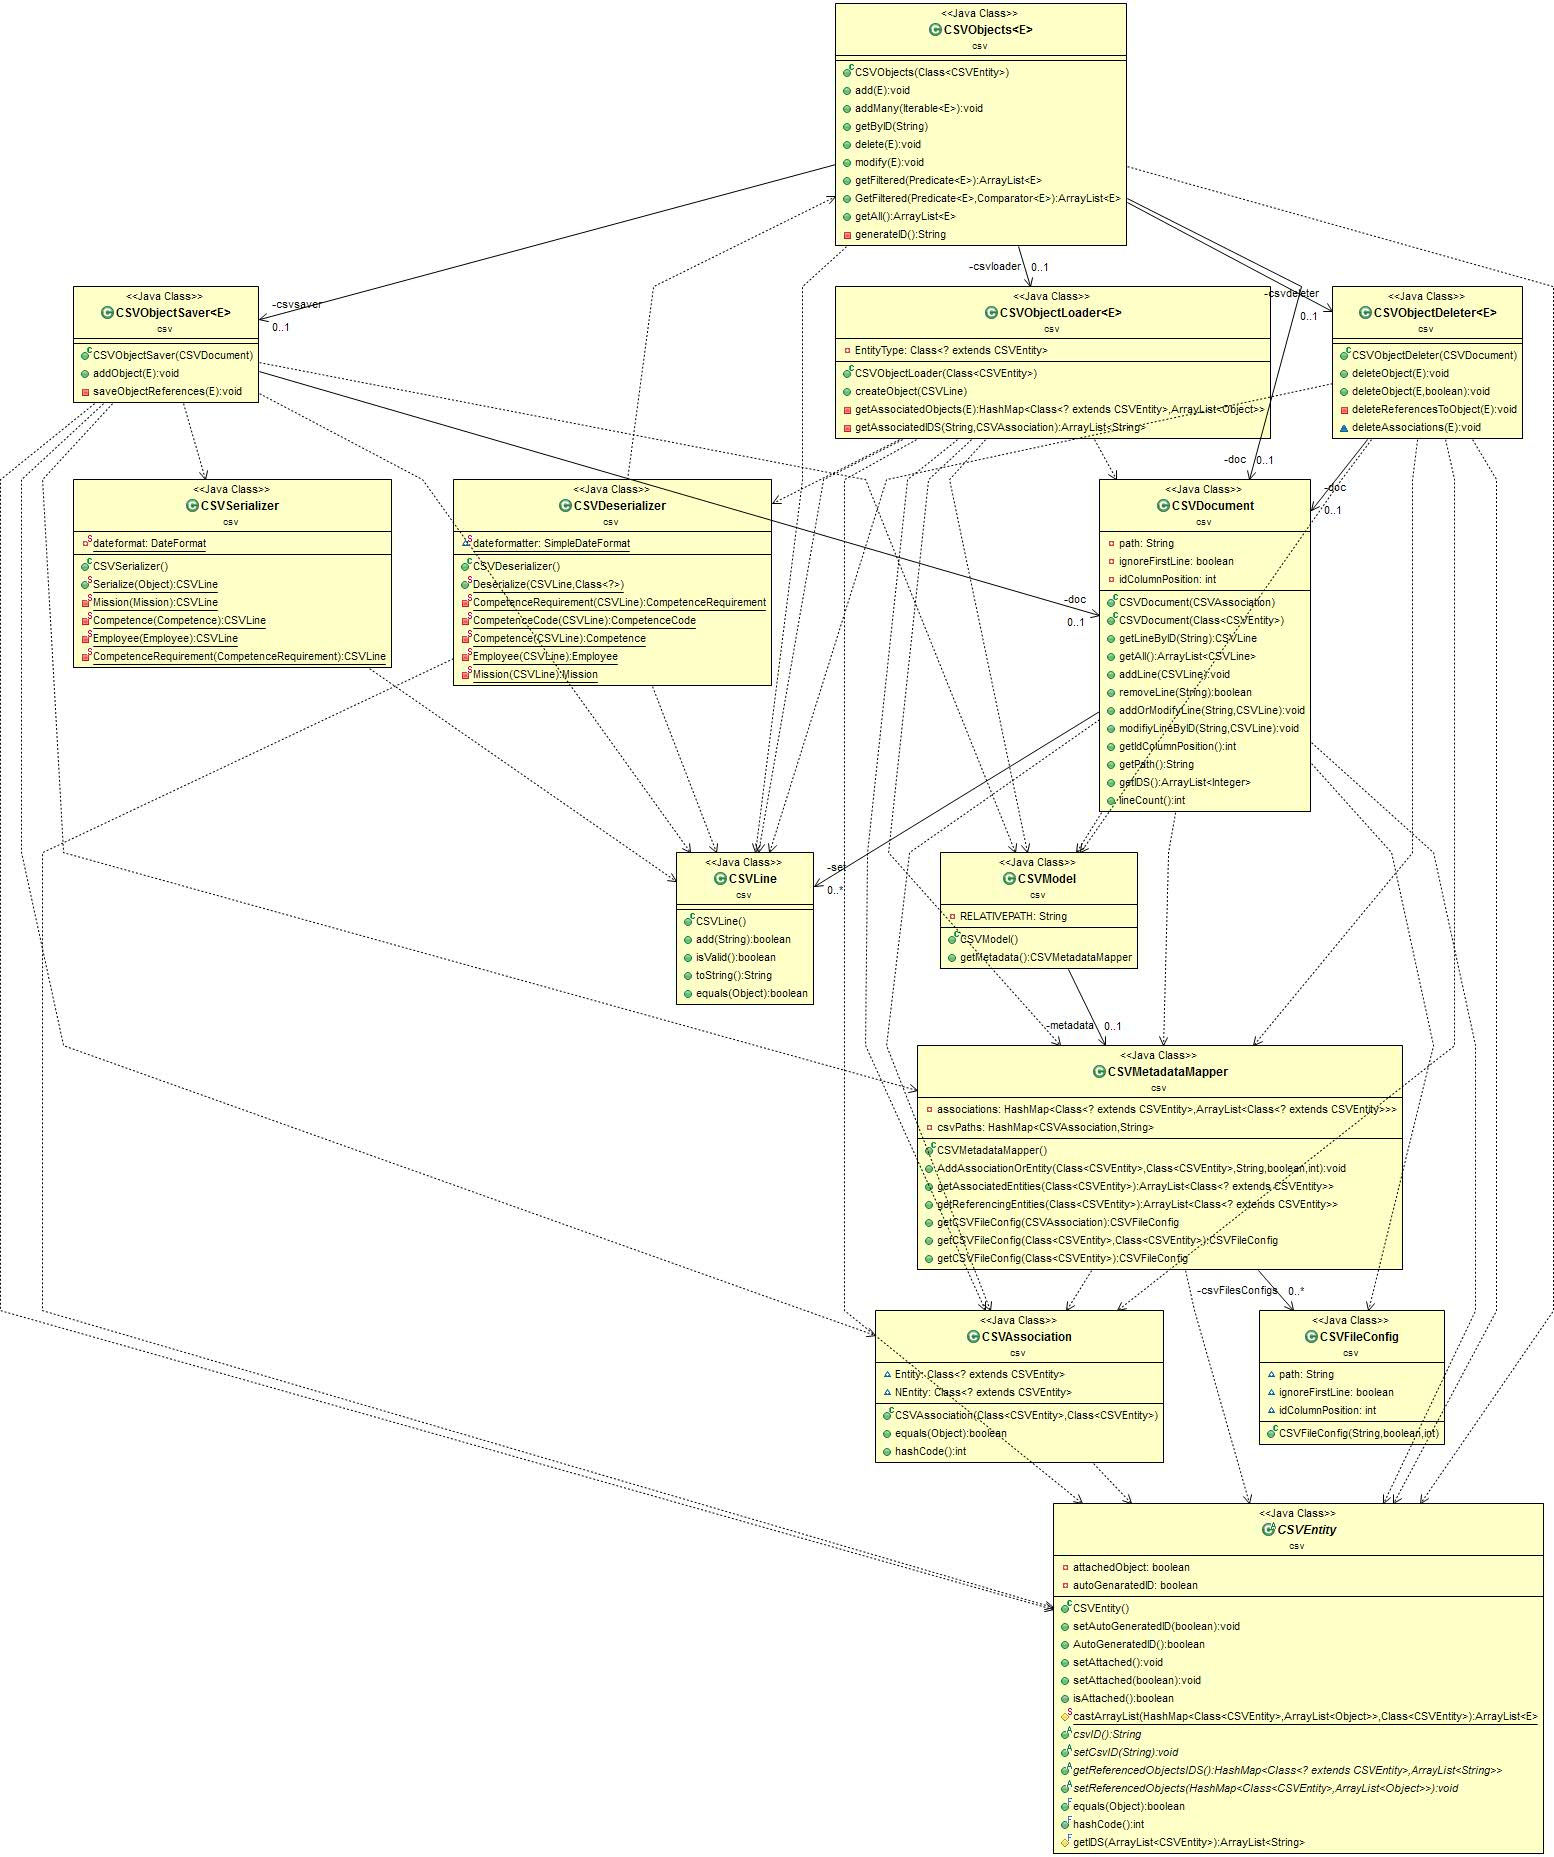 <<Java Class>>
CSVObjects<E>
csv
CSVObjects(Class<CSVEntity>)
add(E):void
addMany(Iterable<E>):void
getByID(String)
delete(E):void
modify(E):void
getFiltered(Predicate<E>):ArrayList<E>
GetFiltered(Predicate<E>,Comparator<E>):ArrayList<E>
getAll():ArrayList<E>
generateID():String
-csvsaver
0..1
-csvloader
0..1
-csvdeleter
0..1
<<Java Class>>
CSVObjectSaver<E>
csv
CSVObjectSaver(CSVDocument)
addObject(E):void
saveObjectReferences(E):void
<<Java Class>>
CSVObjectLoader<E>
csv
EntityType: Class<? extends CSVEntity>
CSVObjectLoader(Class<CSVEntity>)
createObject(CSVLine)
getAssociatedObjects(E):HashMap<Class<? extends CSVEntity>,ArrayList<Object>>
getAssociatedIDS(String,CSVAssociation):ArrayList<String>
<<Java Class>>
CSVObjectDeleter<E>
csv
CSVObjectDeleter(CSVDocument)
deleteObject(E):void
deleteObject(E,boolean):void
deleteReferencesToObject(E):void
deleteAssociations(E):void
-doc
0..1
-doc
0..1
-doc
0..1
<<Java Class>>
CSVSerializer
csv
dateformat: DateFormat
CSVSerializer()
Serialize(Object):CSVLine
Mission(Mission):CSVLine
Competence(Competence):CSVLine
Employee(Employee):CSVLine
CompetenceRequirement(CompetenceRequirement):CSVLine
<<Java Class>>
CSVDeserializer
csv
dateformatter: SimpleDateFormat
CSVDeserializer()
Deserialize(CSVLine,Class<?>)
CompetenceRequirement(CSVLine):CompetenceRequirement
CompetenceCode(CSVLine):CompetenceCode
Competence(CSVLine):Competence
Employee(CSVLine):Employee
Mission(CSVLine):Mission
<<Java Class>>
CSVDocument
csv
path: String
ignoreFirstLine: boolean
idColumnPosition: int
CSVDocument(CSVAssociation)
CSVDocument(Class<CSVEntity>)
getLineByID(String):CSVLine
getAll():ArrayList<CSVLine>
addLine(CSVLine):void
removeLine(String):boolean
addOrModifyLine(String,CSVLine):void
modifiyLineByID(String,CSVLine):void
getIdColumnPosition():int
getPath():String
getIDS():ArrayList<Integer>
lineCount():int
-set
0..*
<<Java Class>>
CSVLine
csv
CSVLine()
add(String):boolean
isValid():boolean
toString():String
equals(Object):boolean
<<Java Class>>
CSVModel
csv
RELATIVEPATH: String
CSVModel()
getMetadata():CSVMetadataMapper
-metadata
0..1
<<Java Class>>
CSVMetadataMapper
csv
associations: HashMap<Class<? extends CSVEntity>,ArrayList<Class<? extends CSVEntity>>>
csvPaths: HashMap<CSVAssociation,String>
CSVMetadataMapper()
AddAssociationOrEntity(Class<CSVEntity>,Class<CSVEntity>,String,boolean,int):void
getAssociatedEntities(Class<CSVEntity>):ArrayList<Class<? extends CSVEntity>>
getReferencingEntities(Class<CSVEntity>):ArrayList<Class<? extends CSVEntity>>
getCSVFileConfig(CSVAssociation):CSVFileConfig
getCSVFileConfig(Class<CSVEntity>,Class<CSVEntity>):CSVFileConfig
getCSVFileConfig(Class<CSVEntity>):CSVFileConfig
-csvFilesConfigs
0..*
<<Java Class>>
CSVAssociation
csv
Entity: Class<? extends CSVEntity>
NEntity: Class<? extends CSVEntity>
CSVAssociation(Class<CSVEntity>,Class<CSVEntity>)
equals(Object):boolean
hashCode():int
<<Java Class>>
CSVFileConfig
csv
path: String
ignoreFirstLine: boolean
idColumnPosition: int
CSVFileConfig(String,boolean,int)
<<Java Class>>
CSVEntity
csv
attachedObject: boolean
autoGenaratedID: boolean
CSVEntity()
setAutoGeneratedID(boolean):void
AutoGeneratedID():boolean
setAttached():void
setAttached(boolean):void
isAttached():boolean
castArrayList(HashMap<Class<CSVEntity>,ArrayList<Object>>,Class<CSVEntity>):ArrayList<E>
csvID():String
setCsvID(String):void
getReferencedObjectsIDS():HashMap<Class<? extends CSVEntity>,ArrayList<String>>
setReferencedObjects(HashMap<Class<CSVEntity>,ArrayList<Object>>):void
equals(Object):boolean
hashCode():int
getIDS(ArrayList<CSVEntity>):ArrayList<String>